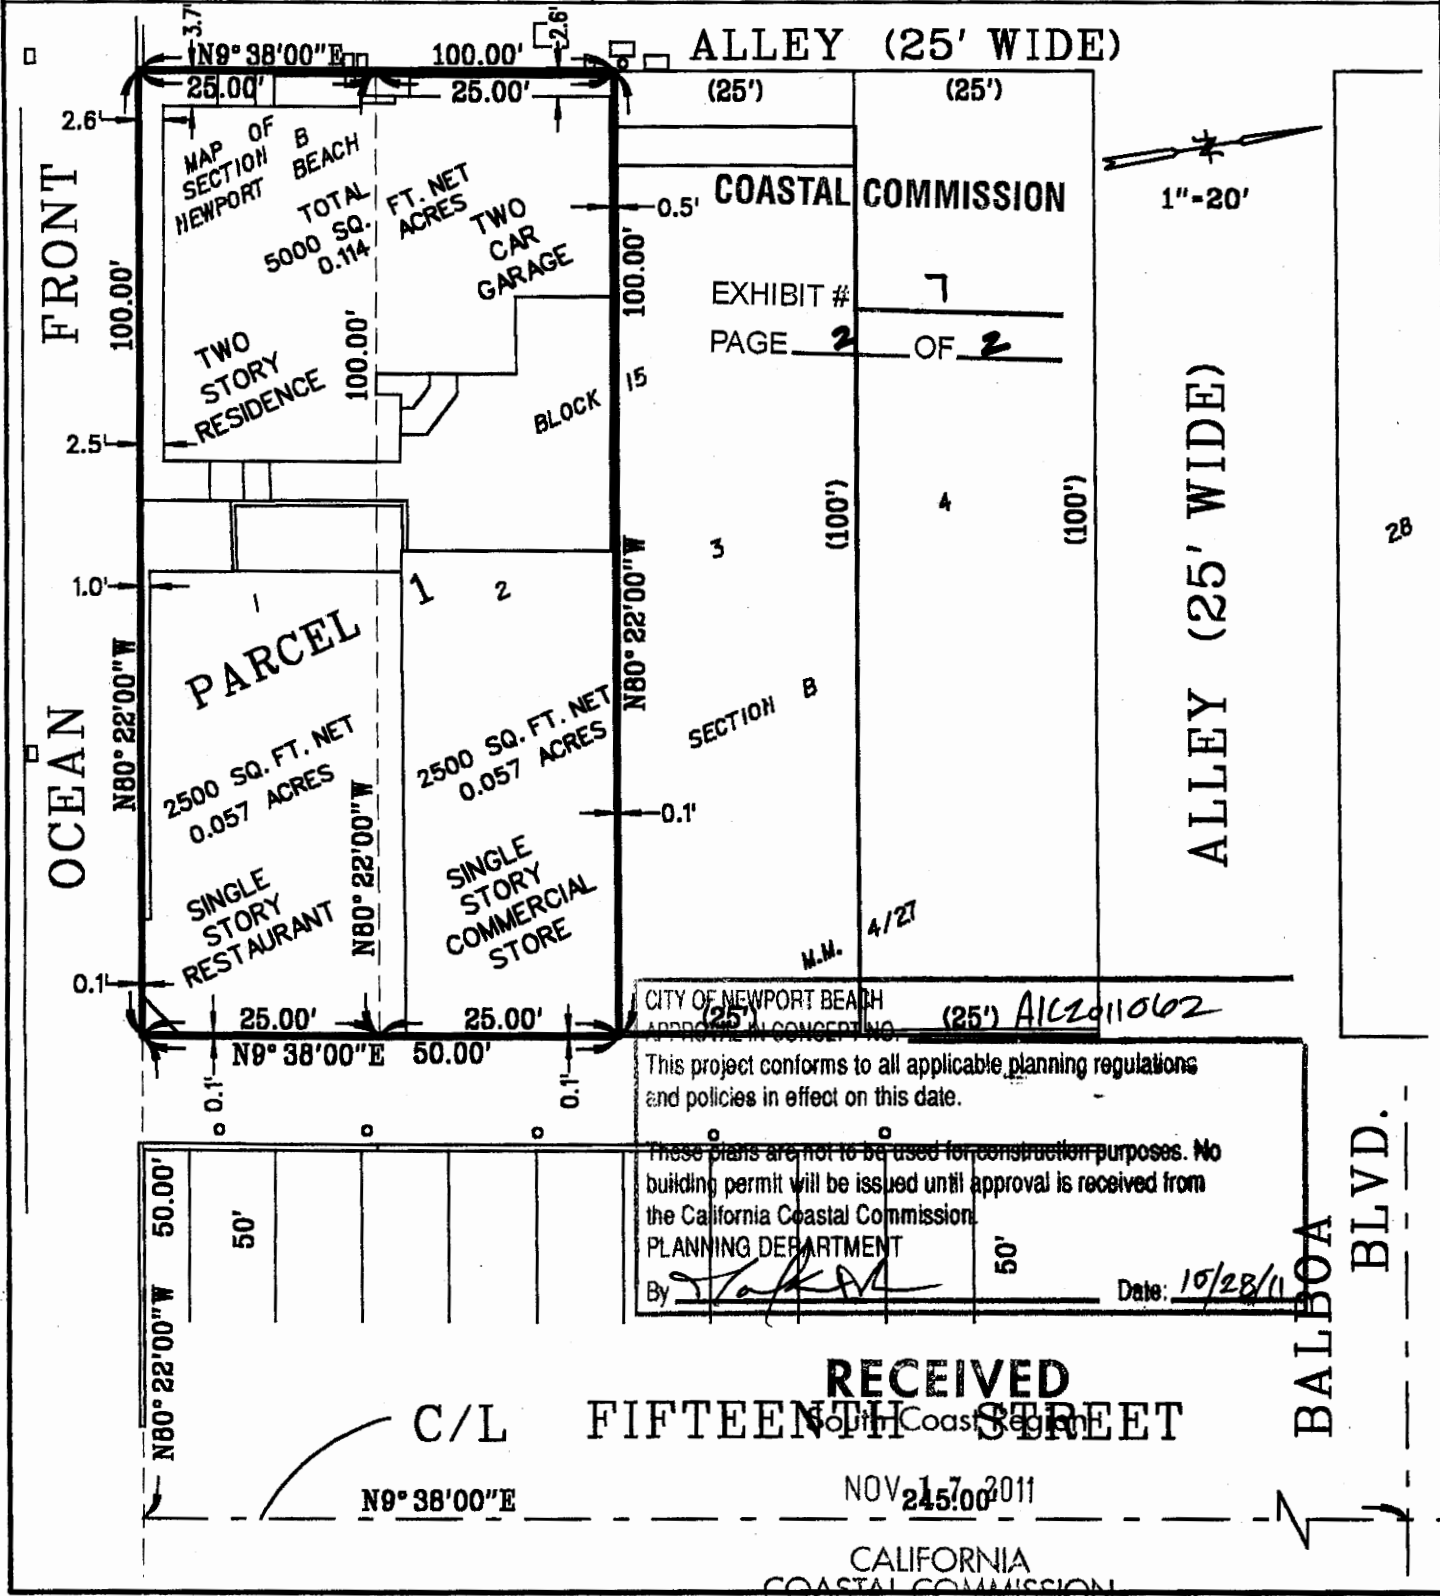 ALLEY (25' WIDE)
3.7'
2.6'
N9°38'00"E
100.00'
25.00'
25.00'
(25')
(25')
2.6'
MAP OF
SECTION B
NEWPORT BEACH
TOTAL
5000 SQ. FT. NET
0.114 ACRES
TWO
CAR
GARAGE
0.5'
COASTAL COMMISSION
1"-20'
EXHIBIT # 7
PAGE 2 OF 2
OCEAN FRONT
100.00'
100.00'
100.00'
TWO
STORY
RESIDENCE
BLOCK 15
2.5'
(100')
(100')
3
4
28
ALLEY (25' WIDE)
1.0'
1
2
PARCEL 1
N80°22'00"W
N80°22'00"W
N80°22'00"W
SECTION B
2500 SQ. FT. NET
0.057 ACRES
2500 SQ. FT. NET
0.057 ACRES
0.1'
SINGLE
STORY
RESTAURANT
SINGLE
STORY
COMMERCIAL
STORE
M.M. 4/27
0.1'
25.00'
25.00'
N9°38'00"E 50.00'
0.1'
0.1'
(25')
(25')
CITY OF NEWPORT BEACH
APPROVAL IN CONCEPT NO. AIC2011062
This project conforms to all applicable planning regulations
and policies in effect on this date.
These plans are not to be used for construction purposes. No
building permit will be issued until approval is received from
the California Coastal Commission.
PLANNING DEPARTMENT
By
Date: 10/28/11
50.00'
50'
50'
N80°22'00"W
BALBOA BLVD.
RECEIVED
South Coast Region
C/L FIFTEENTH STREET
NOV 17 2011
N9°38'00"E
245.00'
CALIFORNIA
COASTAL COMMISSION